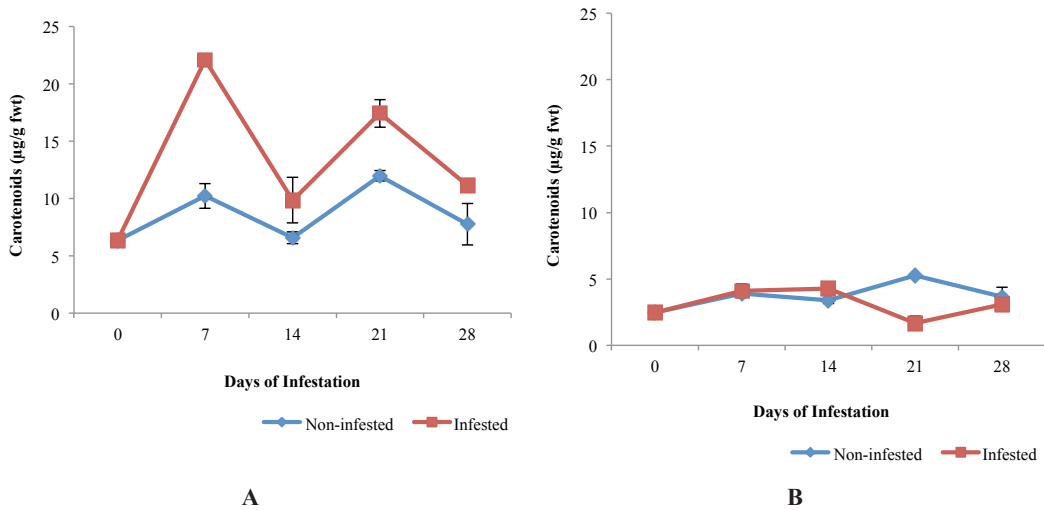 25
20
15
10
5
0
Carotenoids (µg/g fwt)
0 7 14 21 28
Days of Infestation
Non-infested Infested
A
25
20
15
10
5
0
Carotenoids (µg/g fwt)
0 7 14 21 28
Days of Infestation
Non-infested Infested
B